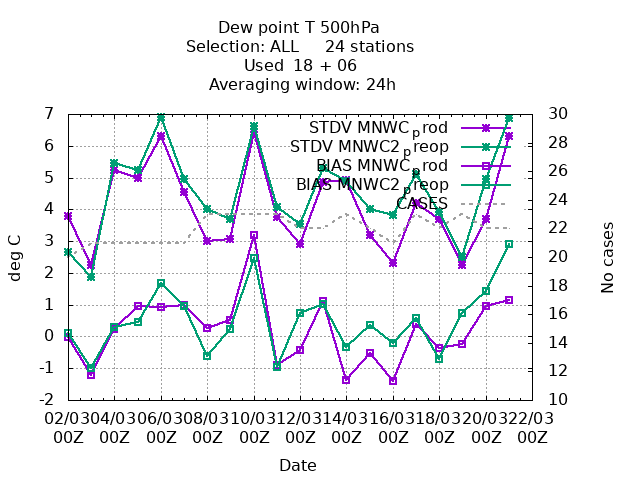 Dew point T 500hPa
Selection: ALL 24 stations
Used 18 + 06
Averaging window: 24h
STDV MNWC_prod
STDV MNWC2_preop
BIAS MNWC_prod
BIAS MNWC2_preop
CASES
7
6
5
4
3
2
1
0
-1
-2
deg C
30
28
26
24
22
20
18
16
14
12
10
No cases
02/03 04/03 06/03 08/03 10/03 12/03 14/03 16/03 18/03 20/03 22/03
00Z 00Z 00Z 00Z 00Z 00Z 00Z 00Z 00Z 00Z 00Z
Date